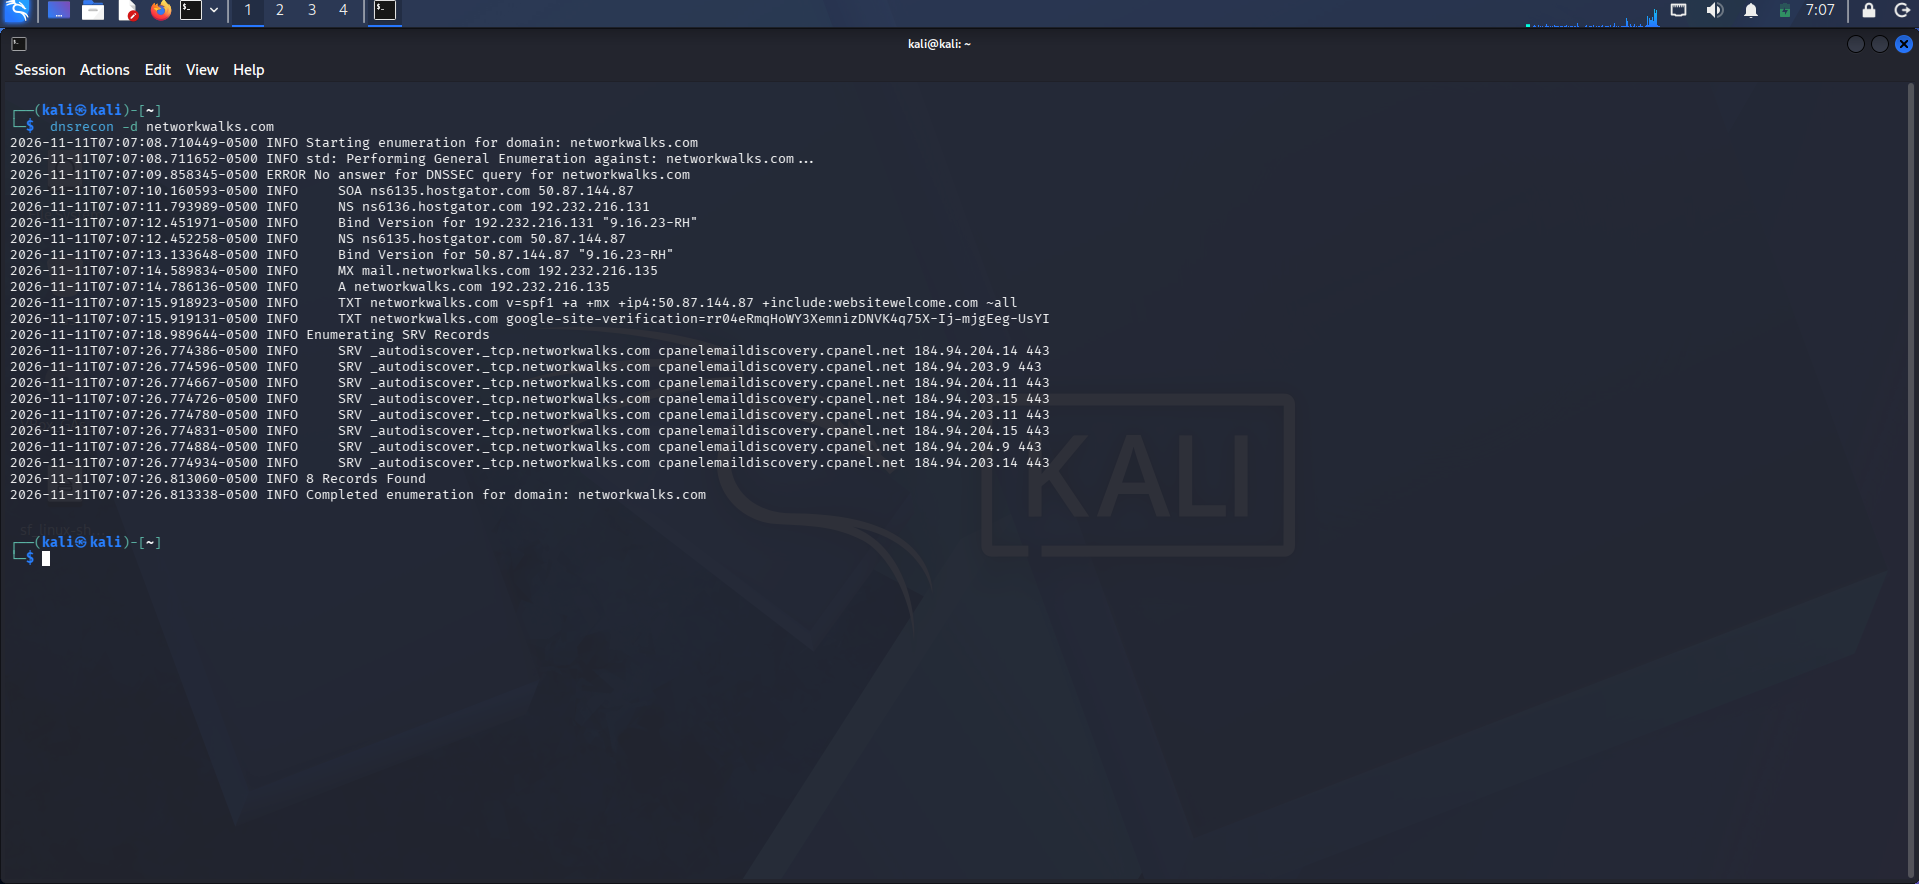 1 2 3 4 7:07
kali@kali: ~
Session Actions Edit View Help
┌──(kali㉿kali)-[~]
└─$ dnsrecon -d networkwalks.com
2026-11-11T07:07:08.710449-0500 INFO Starting enumeration for domain: networkwalks.com
2026-11-11T07:07:08.711652-0500 INFO std: Performing General Enumeration against: networkwalks.com...
2026-11-11T07:07:09.858345-0500 ERROR No answer for DNSSEC query for networkwalks.com
2026-11-11T07:07:10.160593-0500 INFO     SOA ns6135.hostgator.com 50.87.144.87
2026-11-11T07:07:11.793989-0500 INFO     NS ns6136.hostgator.com 192.232.216.131
2026-11-11T07:07:12.451971-0500 INFO     Bind Version for 192.232.216.131 "9.16.23-RH"
2026-11-11T07:07:12.452258-0500 INFO     NS ns6135.hostgator.com 50.87.144.87
2026-11-11T07:07:13.133648-0500 INFO     Bind Version for 50.87.144.87 "9.16.23-RH"
2026-11-11T07:07:14.589834-0500 INFO     MX mail.networkwalks.com 192.232.216.135
2026-11-11T07:07:14.786136-0500 INFO     A networkwalks.com 192.232.216.135
2026-11-11T07:07:15.918923-0500 INFO     TXT networkwalks.com v=spf1 +a +mx +ip4:50.87.144.87 +include:websitewelcome.com ~all
2026-11-11T07:07:15.919131-0500 INFO     TXT networkwalks.com google-site-verification=rr04eRmqHoWY3XemnizDNVK4q75X-Ij-mjgEeg-UsYI
2026-11-11T07:07:18.989644-0500 INFO Enumerating SRV Records
2026-11-11T07:07:26.774386-0500 INFO     SRV _autodiscover._tcp.networkwalks.com cpanelemaildiscovery.cpanel.net 184.94.204.14 443
2026-11-11T07:07:26.774596-0500 INFO     SRV _autodiscover._tcp.networkwalks.com cpanelemaildiscovery.cpanel.net 184.94.203.9 443
2026-11-11T07:07:26.774667-0500 INFO     SRV _autodiscover._tcp.networkwalks.com cpanelemaildiscovery.cpanel.net 184.94.204.11 443
2026-11-11T07:07:26.774726-0500 INFO     SRV _autodiscover._tcp.networkwalks.com cpanelemaildiscovery.cpanel.net 184.94.203.15 443
2026-11-11T07:07:26.774780-0500 INFO     SRV _autodiscover._tcp.networkwalks.com cpanelemaildiscovery.cpanel.net 184.94.203.11 443
2026-11-11T07:07:26.774831-0500 INFO     SRV _autodiscover._tcp.networkwalks.com cpanelemaildiscovery.cpanel.net 184.94.204.15 443
2026-11-11T07:07:26.774884-0500 INFO     SRV _autodiscover._tcp.networkwalks.com cpanelemaildiscovery.cpanel.net 184.94.204.9 443
2026-11-11T07:07:26.774934-0500 INFO     SRV _autodiscover._tcp.networkwalks.com cpanelemaildiscovery.cpanel.net 184.94.203.14 443
2026-11-11T07:07:26.813060-0500 INFO 8 Records Found
2026-11-11T07:07:26.813338-0500 INFO Completed enumeration for domain: networkwalks.com
KALI
┌──(kali㉿kali)-[~]
└─$